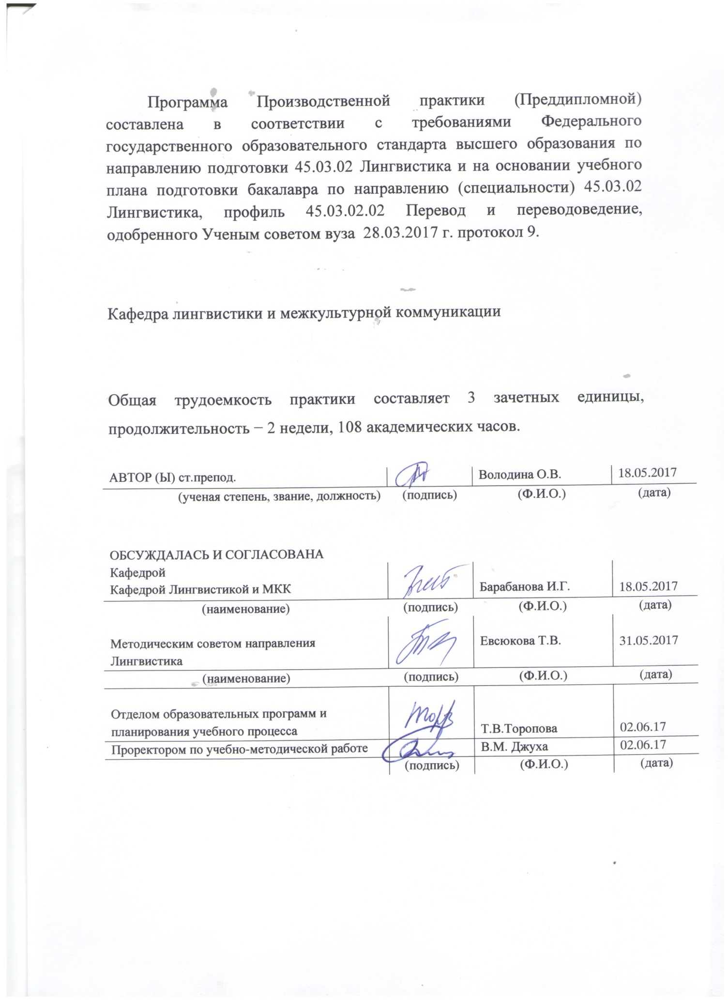 Программа Производственной практики (Преддипломной)
составлена в соответствии с требованиями Федерального
государственного образовательного стандарта высшего образования по
направлению подготовки 45.03.02 Лингвистика и на основании учебного
плана подготовки бакалавра по направлению (специальности) 45.03.02
Лингвистика, профиль 45.03.02.02 Перевод и переводоведение,
одобренного Ученым советом вуза 28.03.2017 г. протокол 9.
Кафедра лингвистики и межкультурной коммуникации
Общая трудоемкость практики составляет 3 зачетных единицы,
продолжительность − 2 недели, 108 академических часов.
АВТОР (Ы) ст.препод. Володина О.В. 18.05.2017
(ученая степень, звание, должность) (подпись) (Ф.И.О.) (дата)
ОБСУЖДАЛАСЬ И СОГЛАСОВАНА
Кафедрой
Кафедрой Лингвистикой и МКК Барабанова И.Г. 18.05.2017
(наименование) (подпись) (Ф.И.О.) (дата)
Методическим советом направления Евсюкова Т.В. 31.05.2017
Лингвистика
(наименование) (подпись) (Ф.И.О.) (дата)
Отделом образовательных программ и
планирования учебного процесса Т.В.Торопова 02.06.17
Проректором по учебно-методической работе В.М. Джуха 02.06.17
(подпись) (Ф.И.О.) (дата)